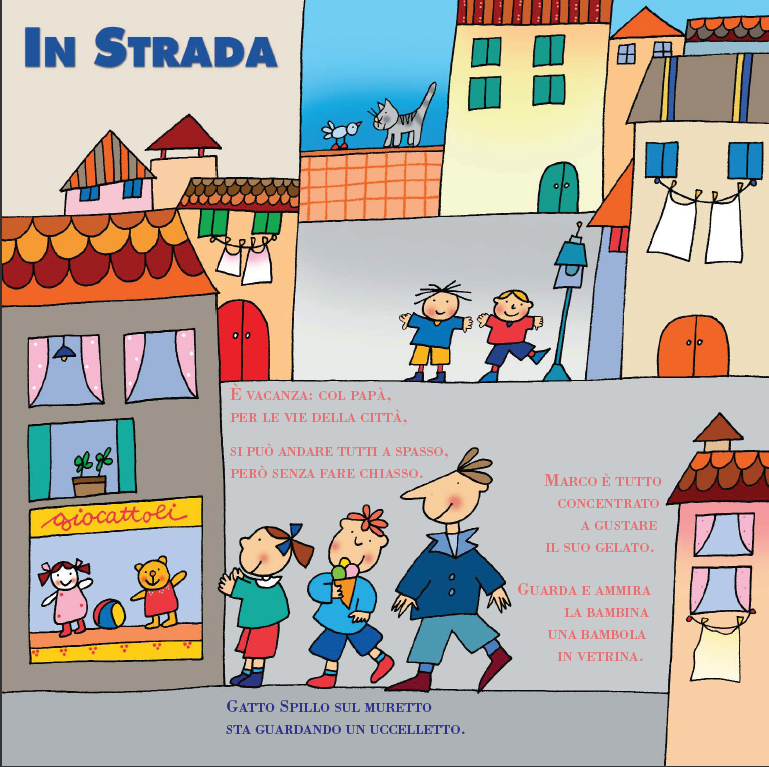 IN STRADA
È VACANZA: COL PAPÀ,
PER LE VIE DELLA CITTÀ,
SI PUÒ ANDARE TUTTI A SPASSO,
PERÒ SENZA FARE CHIASSO.
MARCO È TUTTO
CONCENTRATO
A GUSTARE
IL SUO GELATO.
GUARDA E AMMIRA
LA BAMBINA
UNA BAMBOLA
IN VETRINA.
giocattoli
GATTO SPILLO SUL MURETTO
STA GUARDANDO UN UCCELLETTO.